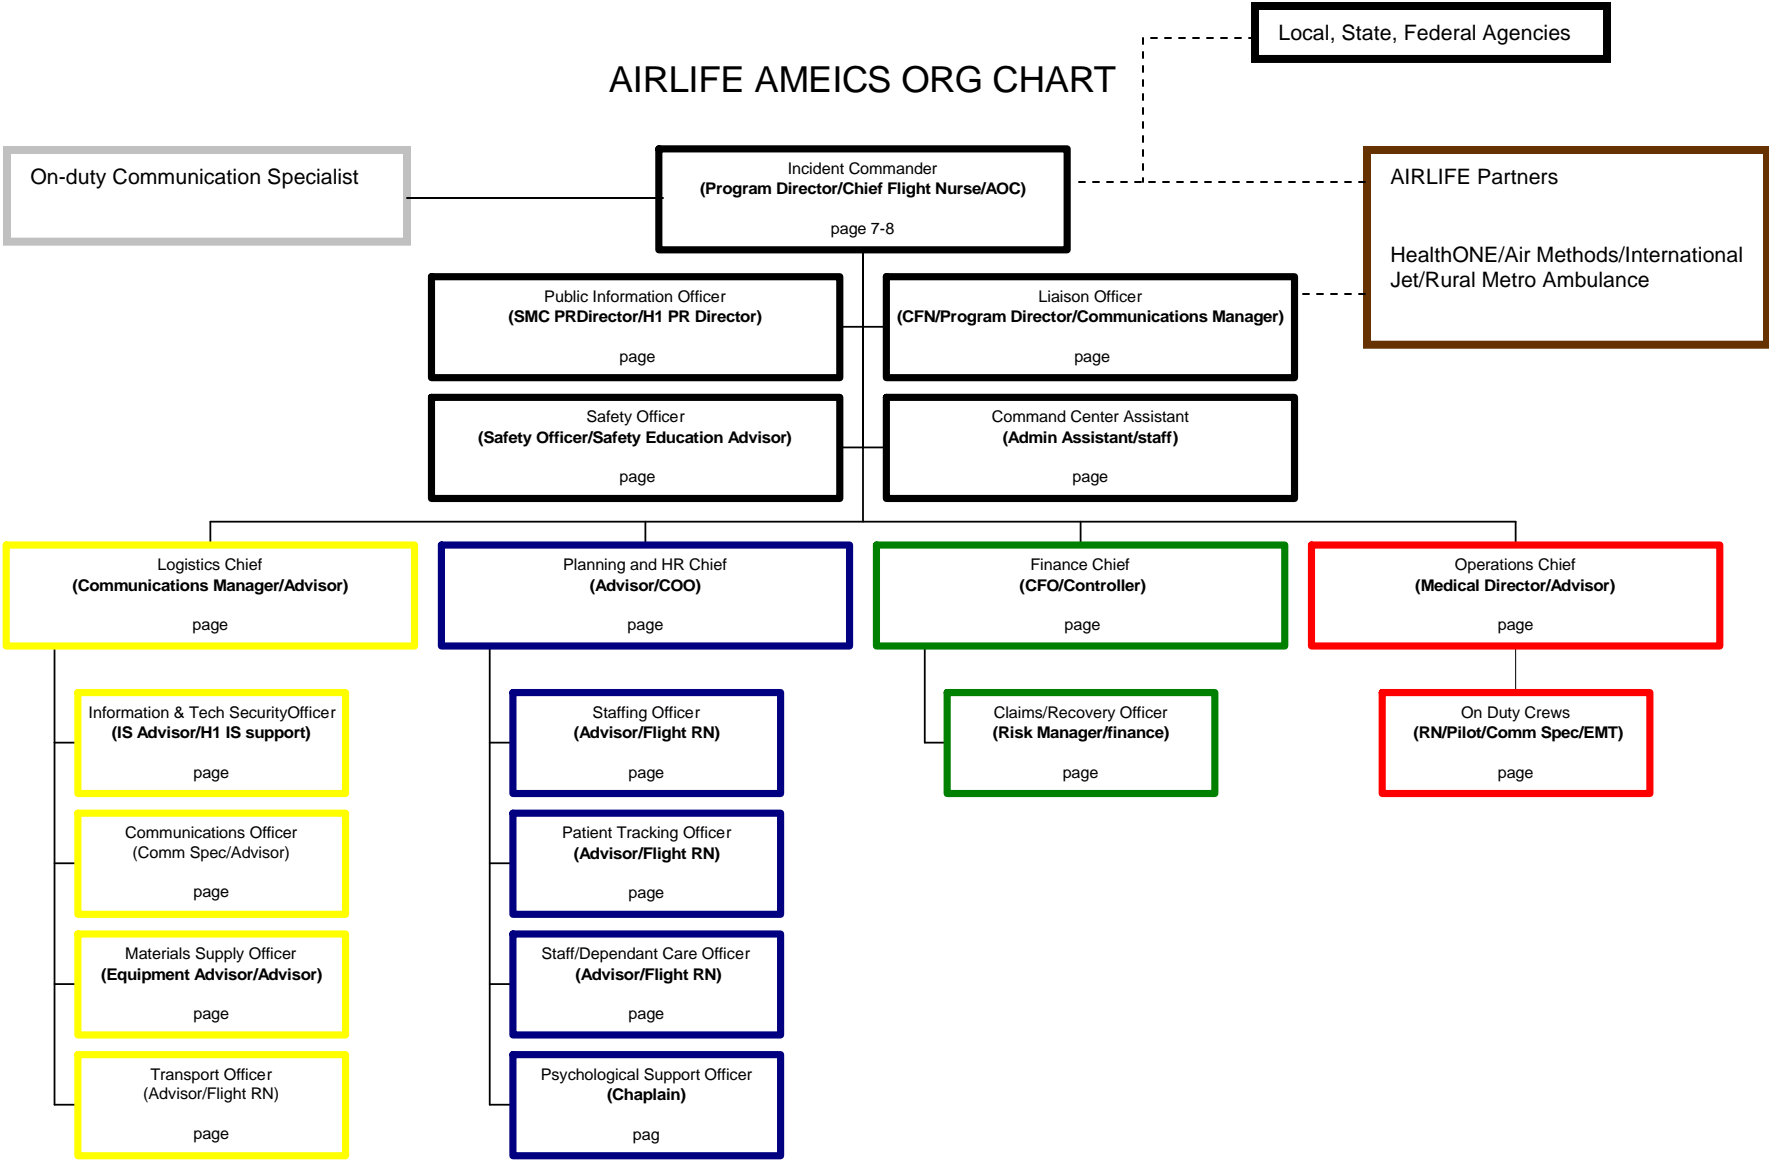 Local, State, Federal Agencies
AIRLIFE AMEICS ORG CHART
On-duty Communication Specialist
Incident Commander
(Program Director/Chief Flight Nurse/AOC)
page 7-8
AIRLIFE Partners
HealthONE/Air Methods/International
Jet/Rural Metro Ambulance
Public Information Officer
(SMC PRDirector/H1 PR Director)
page
Liaison Officer
(CFN/Program Director/Communications Manager)
page
Safety Officer
(Safety Officer/Safety Education Advisor)
page
Command Center Assistant
(Admin Assistant/staff)
page
Logistics Chief
(Communications Manager/Advisor)
page
Planning and HR Chief
(Advisor/COO)
page
Finance Chief
(CFO/Controller)
page
Operations Chief
(Medical Director/Advisor)
page
Information & Tech SecurityOfficer
(IS Advisor/H1 IS support)
page
Staffing Officer
(Advisor/Flight RN)
page
Claims/Recovery Officer
(Risk Manager/finance)
page
On Duty Crews
(RN/Pilot/Comm Spec/EMT)
page
Communications Officer
(Comm Spec/Advisor)
page
Patient Tracking Officer
(Advisor/Flight RN)
page
Materials Supply Officer
(Equipment Advisor/Advisor)
page
Staff/Dependant Care Officer
(Advisor/Flight RN)
page
Transport Officer
(Advisor/Flight RN)
page
Psychological Support Officer
(Chaplain)
pag